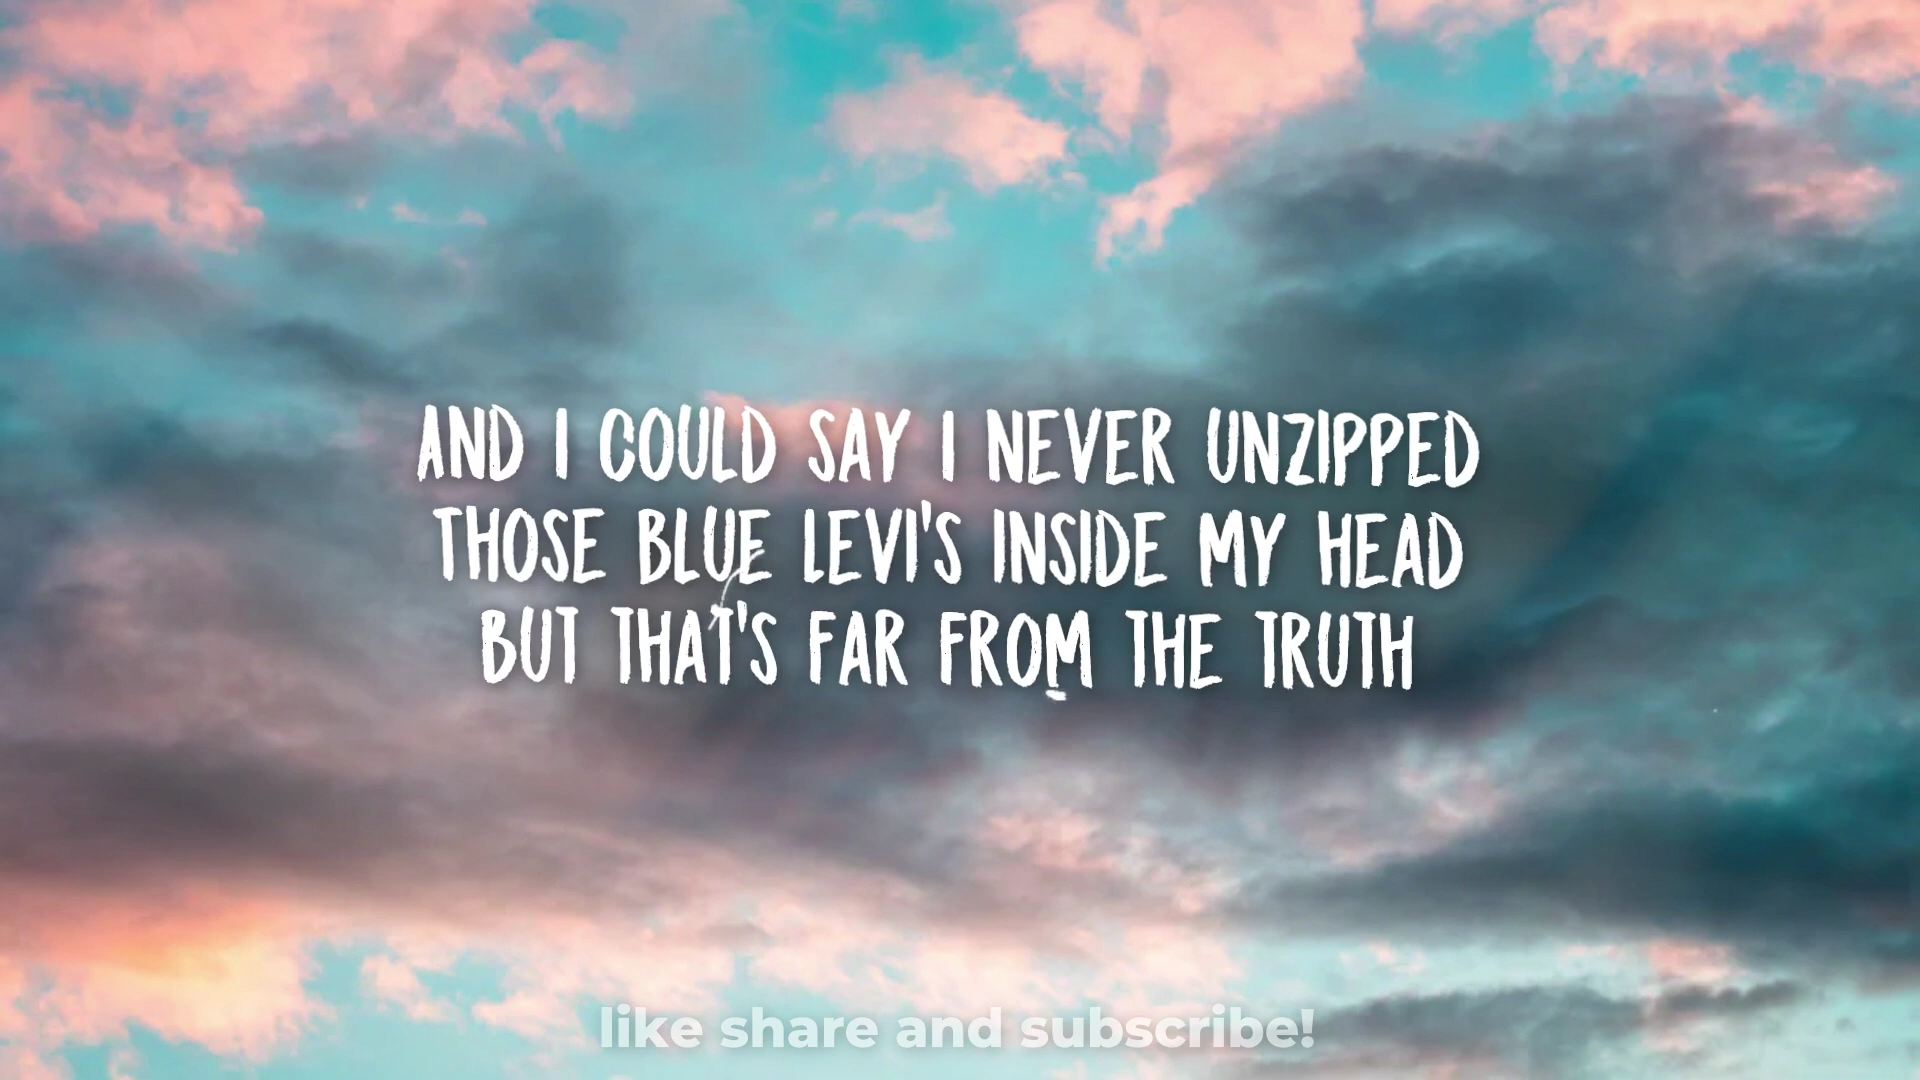 AND I COULD SAY I NEVER UNZIPPED
THOSE BLUE LEVI'S INSIDE MY HEAD
BUT THAT'S FAR FROM THE TRUTH
like share and subscribe!